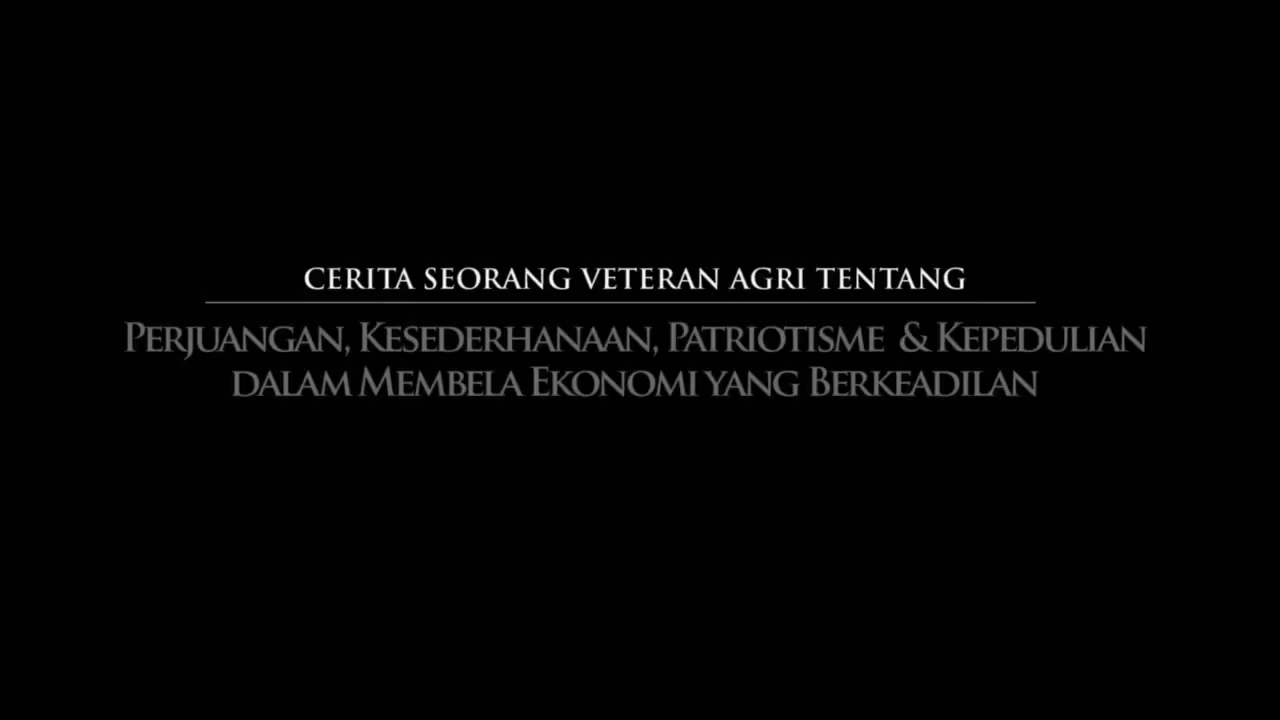 CERITA SEORANG VETERAN AGRI TENTANG
PERJUANGAN, KESEDERHANAAN, PATRIOTISME & KEPEDULIAN
DALAM MEMBELA EKONOMI YANG BERKEADILAN